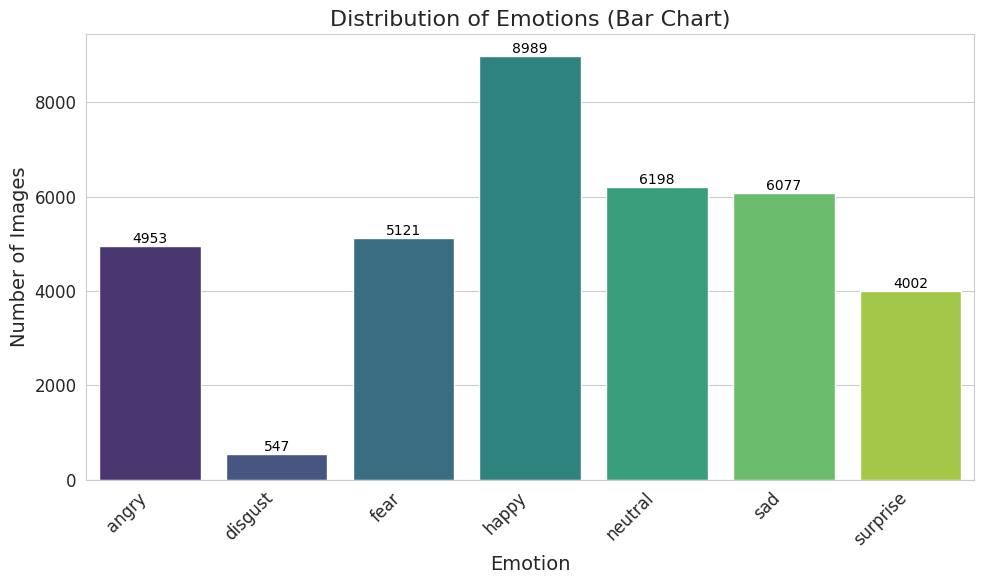 Distribution of Emotions (Bar Chart)
Number of Images
8000
6000
4000
2000
0
4953
547
5121
8989
6198
6077
4002
angry
disgust
fear
happy
neutral
sad
surprise
Emotion